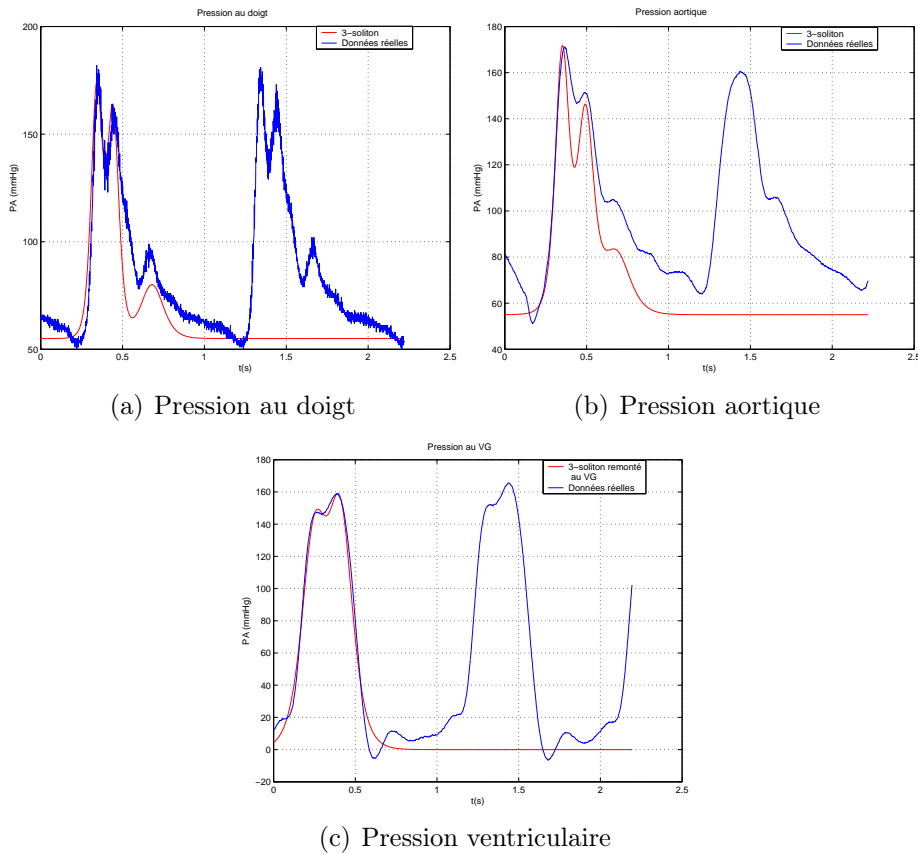 Pression au doigt
PA (mmHg)
200
150
100
50
0
0.5
1
1.5
2
2.5
t(s)
3−soliton
Données réelles
(a) Pression au doigt
Pression aortique
PA (mmHg)
180
160
140
120
100
80
60
40
0
0.5
1
1.5
2
2.5
t(s)
3−soliton
Données réelles
(b) Pression aortique
Pression au VG
PA (mmHg)
180
160
140
120
100
80
60
40
20
0
−20
0
0.5
1
1.5
2
2.5
t(s)
3−soliton remonté
au VG
Données réelles
(c) Pression ventriculaire